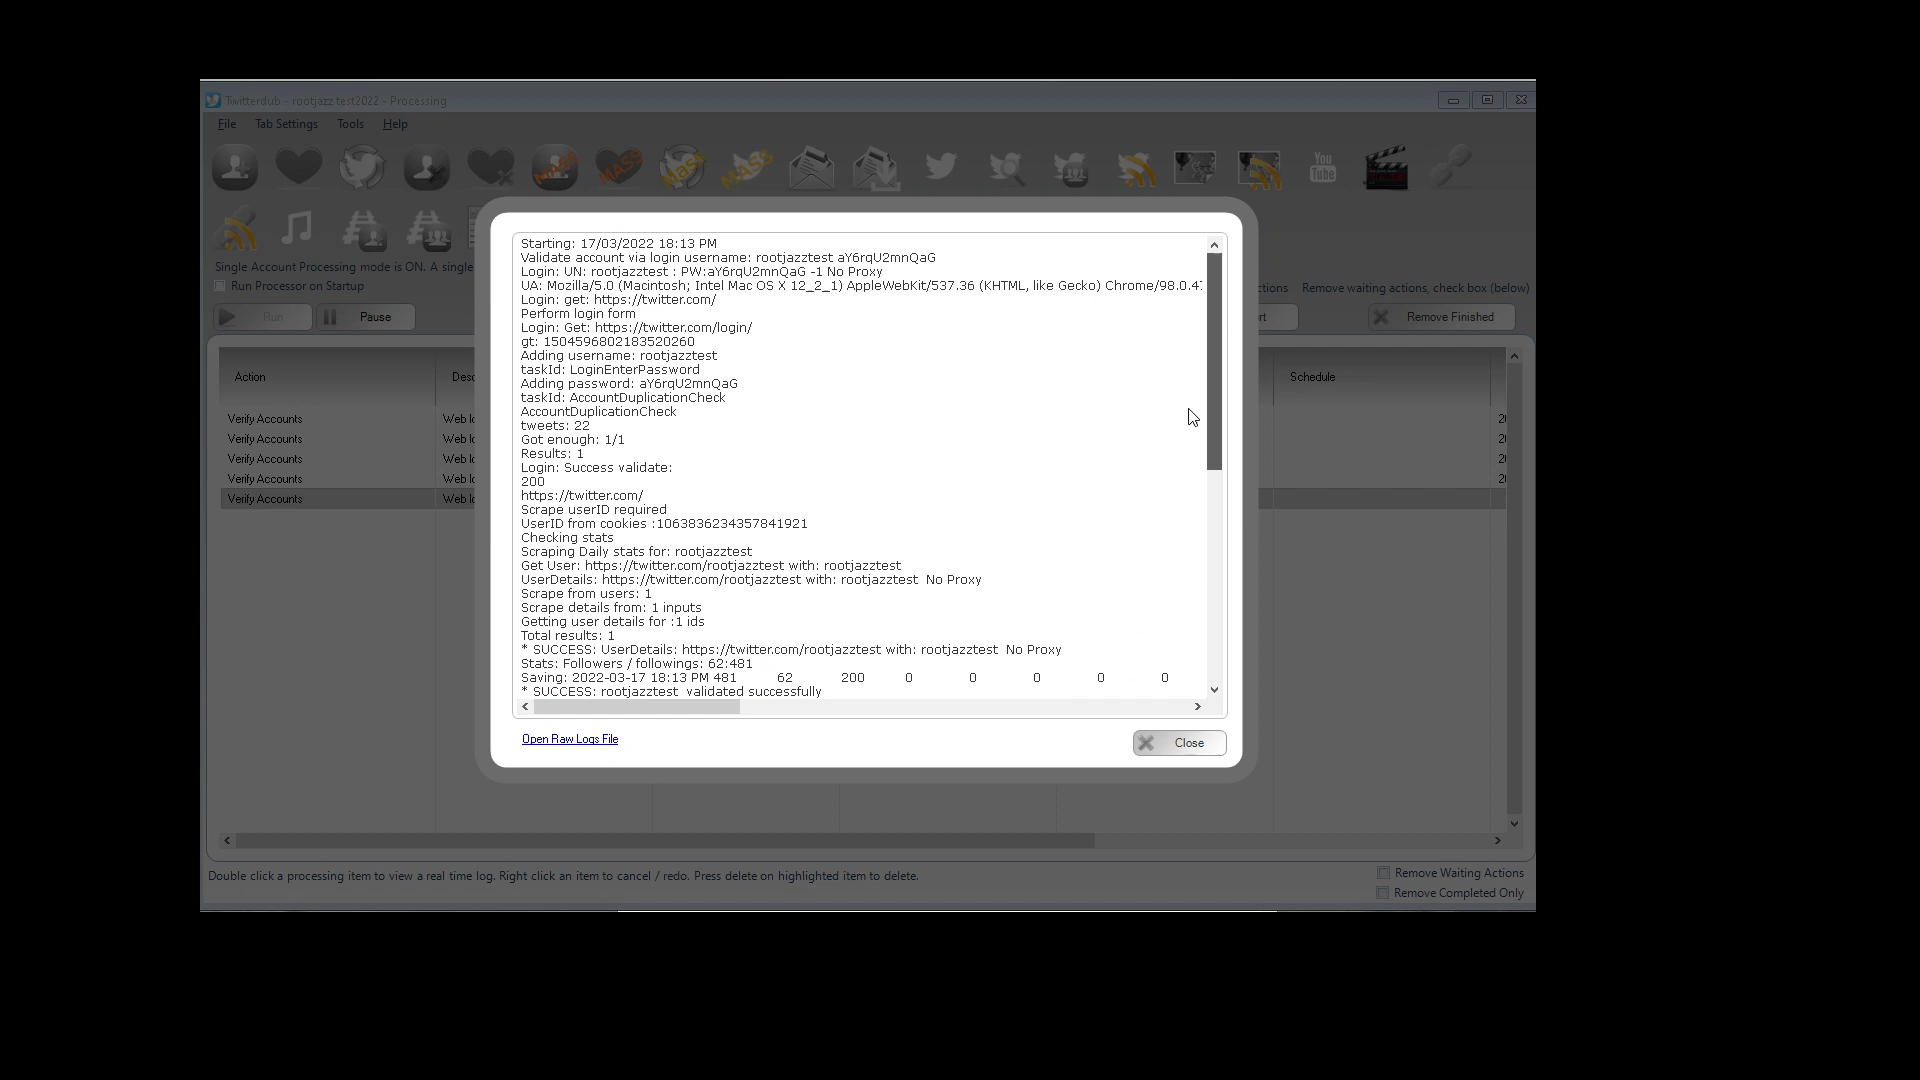 Twitterdub - rootjazz test2022 - Processing
File Tab Settings Tools Help
MASS MASS MASS MASS
You
Tube
Single Account Processing mode is ON. A single
Run Processor on Startup
Remove waiting actions, check box (below)
Run Pause Remove Finished
Action Schedule
Verify Accounts
Verify Accounts
Verify Accounts
Verify Accounts
Verify Accounts
Starting: 17/03/2022 18:13 PM
Validate account via login username: rootjazztest aY6rqU2mnQaG
Login: UN: rootjazztest : PW:aY6rqU2mnQaG -1 No Proxy
UA: Mozilla/5.0 (Macintosh; Intel Mac OS X 12_2_1) AppleWebKit/537.36 (KHTML, like Gecko) Chrome/98.0.47
Login: get: https://twitter.com/
Perform login form
Login: Get: https://twitter.com/login/
gt: 1504596802183520260
Adding username: rootjazztest
taskId: LoginEnterPassword
Adding password: aY6rqU2mnQaG
taskId: AccountDuplicationCheck
AccountDuplicationCheck
tweets: 22
Got enough: 1/1
Results: 1
Login: Success validate:
200
https://twitter.com/
Scrape userID required
UserID from cookies :1063836234357841921
Checking stats
Scraping Daily stats for: rootjazztest
Get User: https://twitter.com/rootjazztest with: rootjazztest
UserDetails: https://twitter.com/rootjazztest with: rootjazztest No Proxy
Scrape from users: 1
Scrape details from: 1 inputs
Getting user details for :1 ids
Total results: 1
* SUCCESS: UserDetails: https://twitter.com/rootjazztest with: rootjazztest No Proxy
Stats: Followers / followings: 62:481
Saving: 2022-03-17 18:13 PM 481 62 200 0 0 0 0 0
* SUCCESS: rootjazztest validated successfully
Open Raw Logs File
Close
Double click a processing item to view a real time log. Right click an item to cancel / redo. Press delete on highlighted item to delete.
Remove Waiting Actions
Remove Completed Only